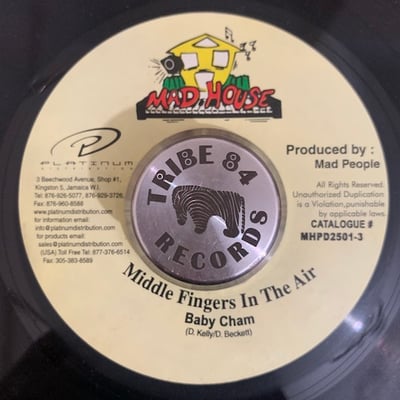 MAD HOUSE
PLATINUM
DISTRIBUTION
3 Beechwood Avenue, Shop #1,
Kingston 5, Jamaica W.I.
Tel: 876-926-5077, 876-929-3726,
Fax: 876-960-8588
www.platinumdistribution.com
for more information:
info@platinumdistribution.com
for products email:
sales@platinumdistribution.com
(USA) Toll Free Tel: 877-376-6514
Fax: 305-383-8589
TRIBE 84
RECORDS
Produced by :
Mad People
All Rights Reserved.
Unauthorized Duplication
is a Violation,punishable
by applicable laws.
CATALOGUE #
MHPD2501-3
Middle Fingers In The Air
Baby Cham
(D. Kelly/D. Beckett)